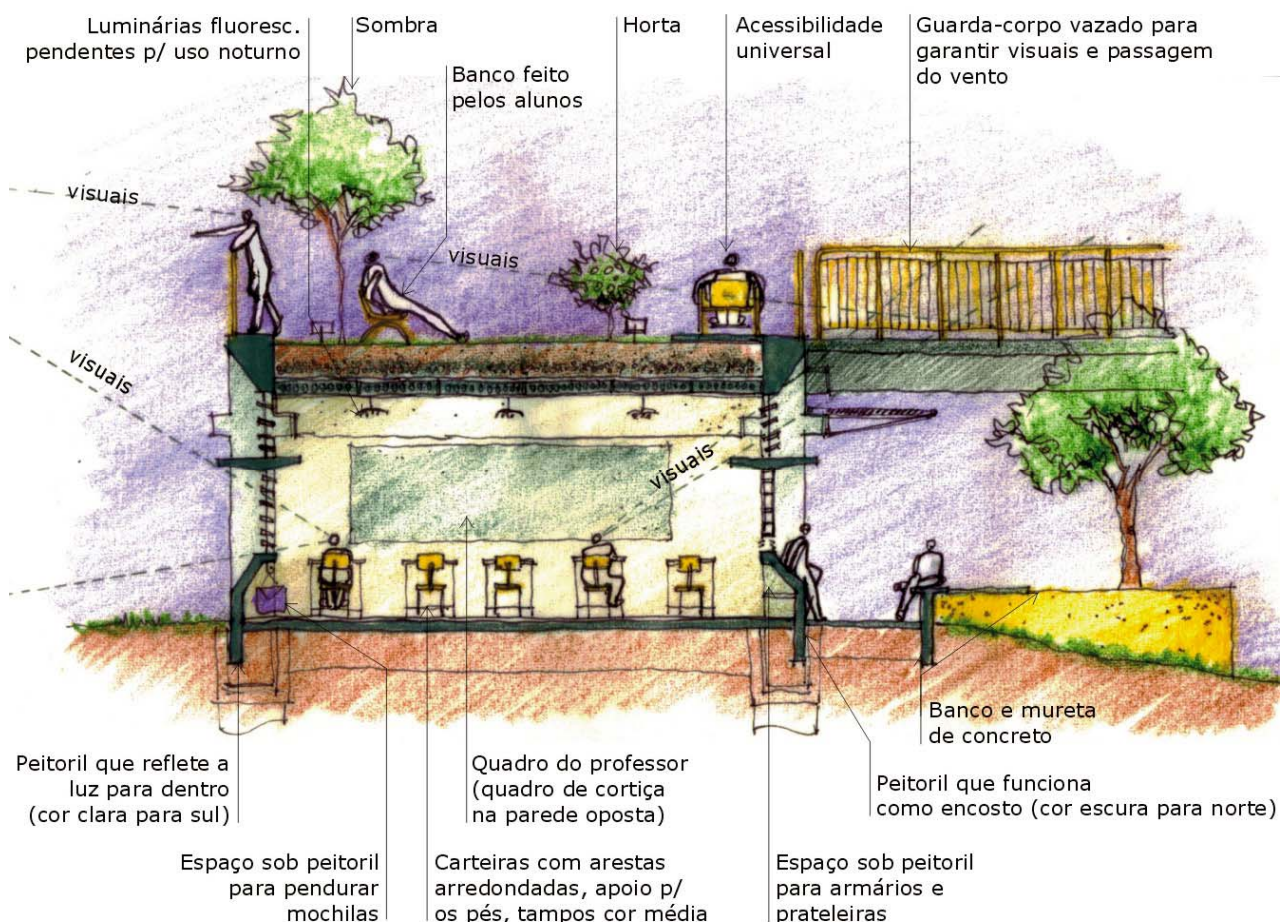 Luminárias fluoresc.
pendentes p/ uso noturno
Sombra
Banco feito
pelos alunos
Horta
Acessibilidade
universal
Guarda-corpo vazado para
garantir visuais e passagem
do vento
visuais
visuais
visuais
visuais
Banco e mureta
de concreto
Peitoril que reflete a
luz para dentro
(cor clara para sul)
Quadro do professor
(quadro de cortiça
na parede oposta)
Peitoril que funciona
como encosto (cor escura para norte)
Espaço sob peitoril
para pendurar
mochilas
Carteiras com arestas
arredondadas, apoio p/
os pés, tampos cor média
Espaço sob peitoril
para armários e
prateleiras